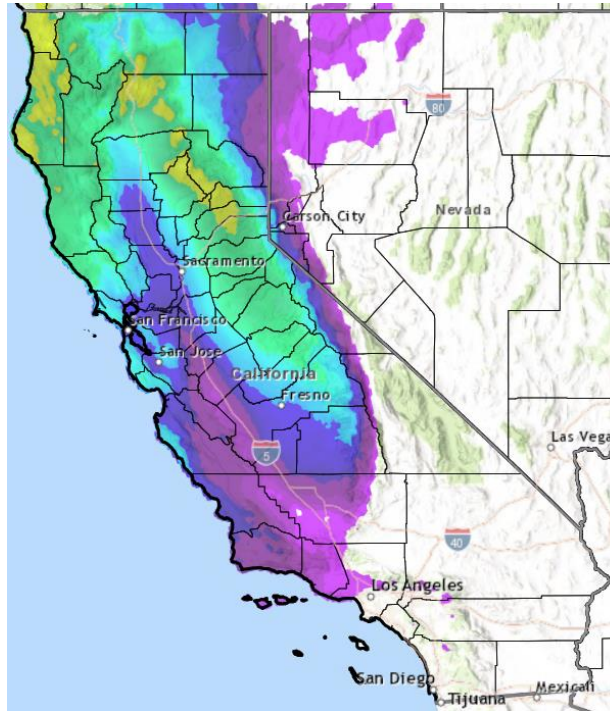 80
Carson City
Nevada
Sacramento
San Francisco
San Jose
California
Fresno
5
Las Vega
40
Los Angeles
San Diego
Tijuana
Mexicali